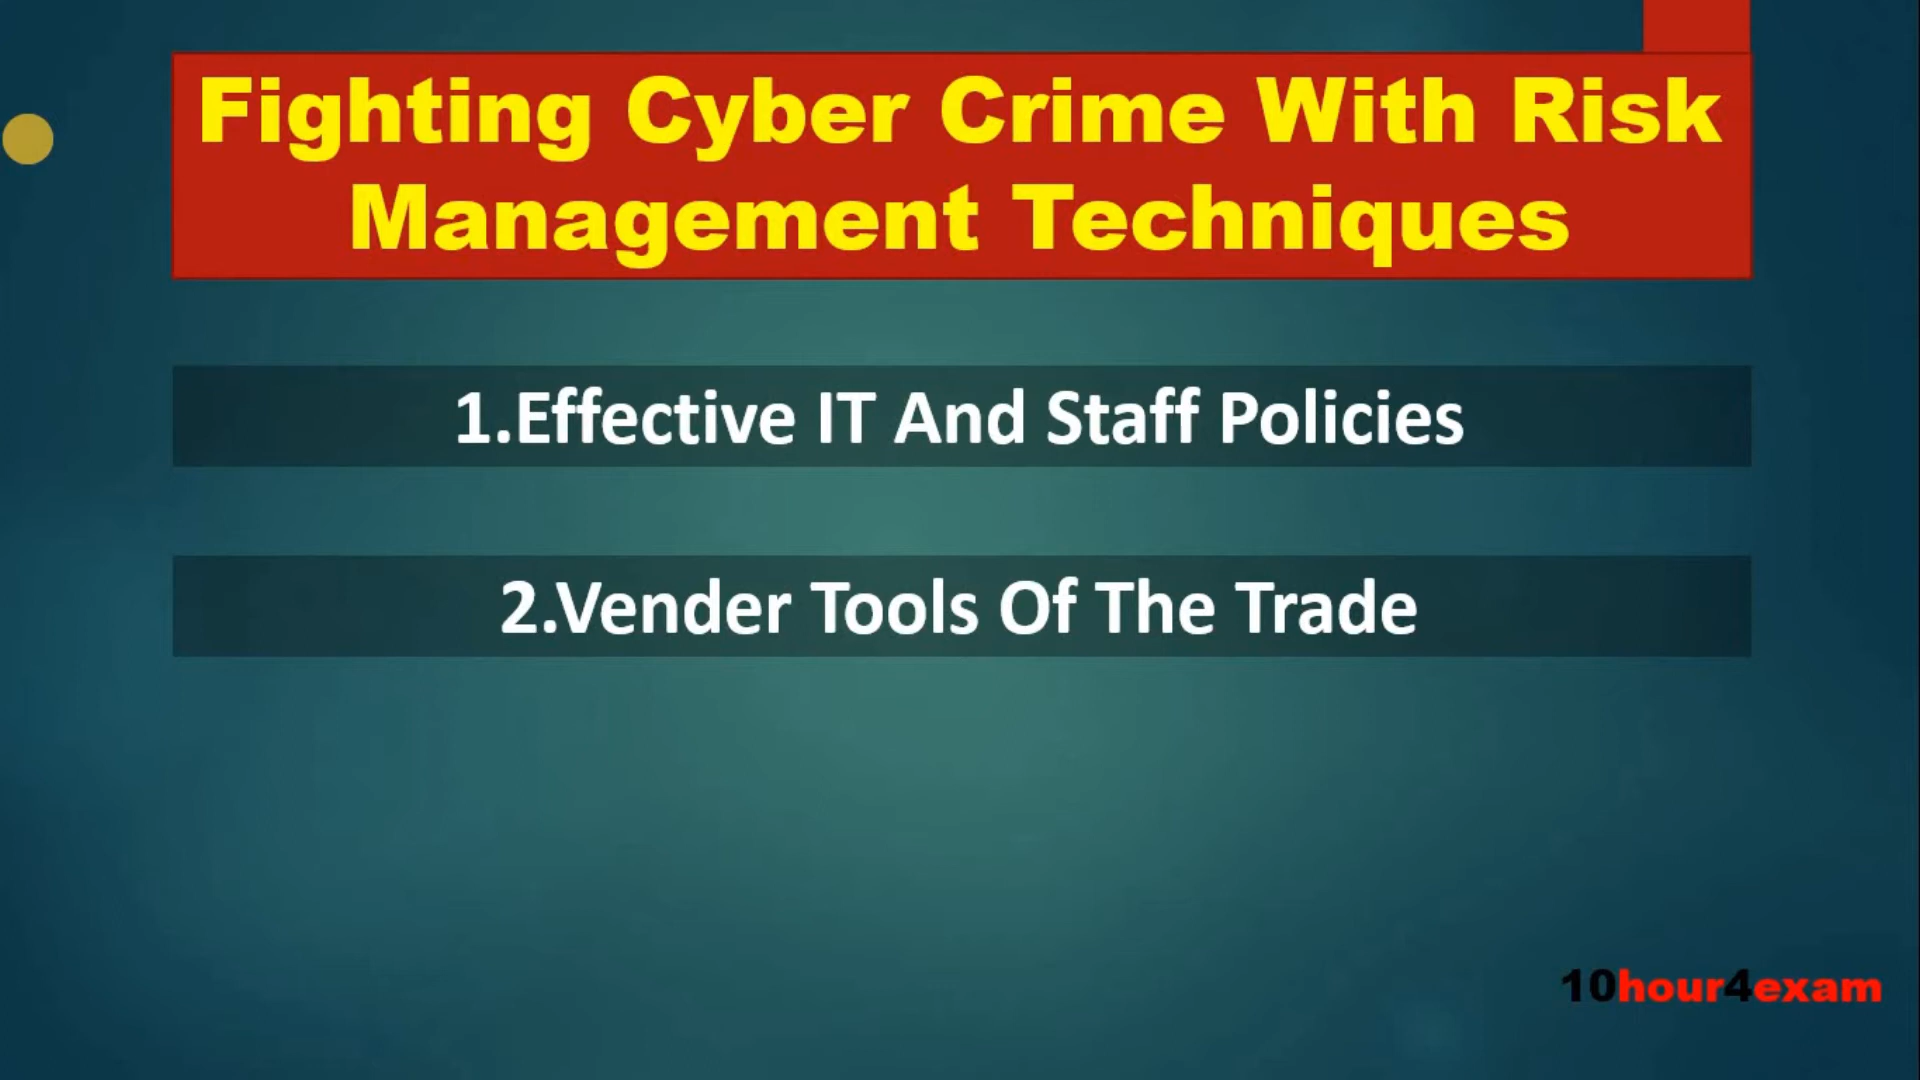 Fighting Cyber Crime With Risk
Management Techniques
1.Effective IT And Staff Policies
2.Vender Tools Of The Trade
10hour4exam